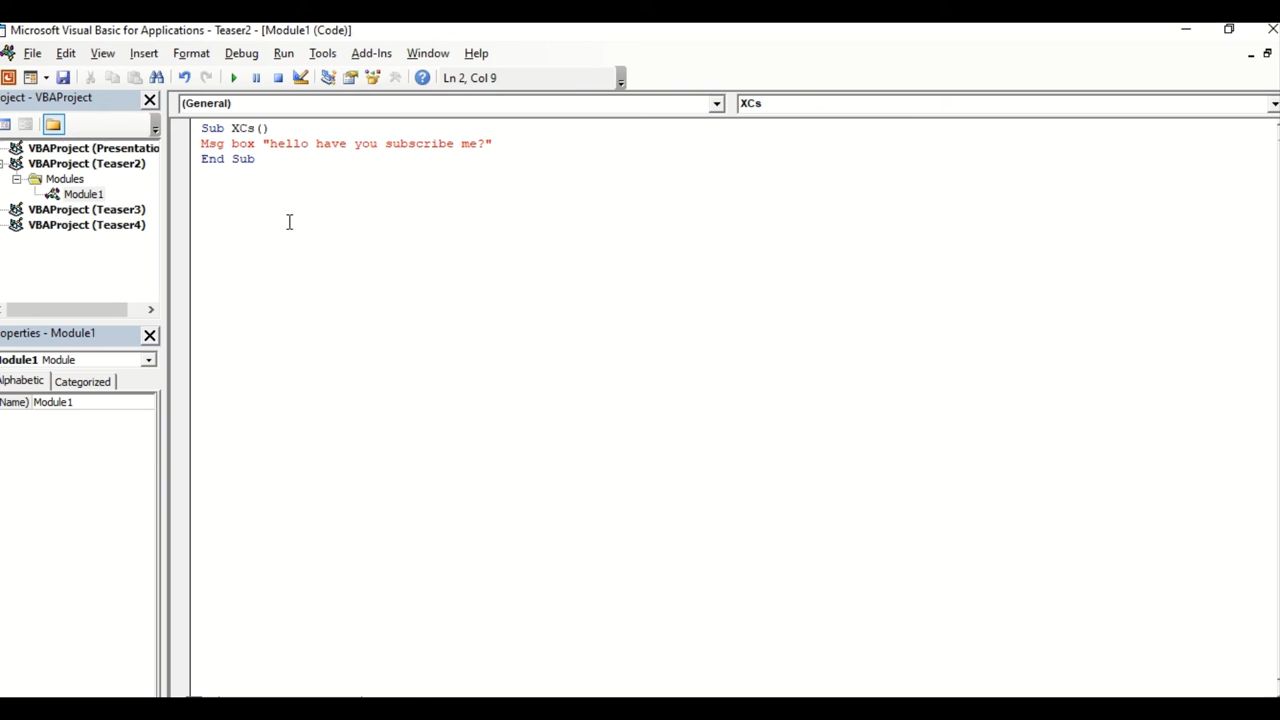 Microsoft Visual Basic for Applications - Teaser2 - [Module1 (Code)]
File Edit View Insert Format Debug Run Tools Add-Ins Window Help
Ln 2, Col 9
oject - VBAProject
(General)
XCs
VBAProject (Presentatio
VBAProject (Teaser2)
Modules
Module1
VBAProject (Teaser3)
VBAProject (Teaser4)
Sub XCs()
Msg box "hello have you subscribe me?"
End Sub
operties - Module1
odule1 Module
lphabetic Categorized
Name) Module1